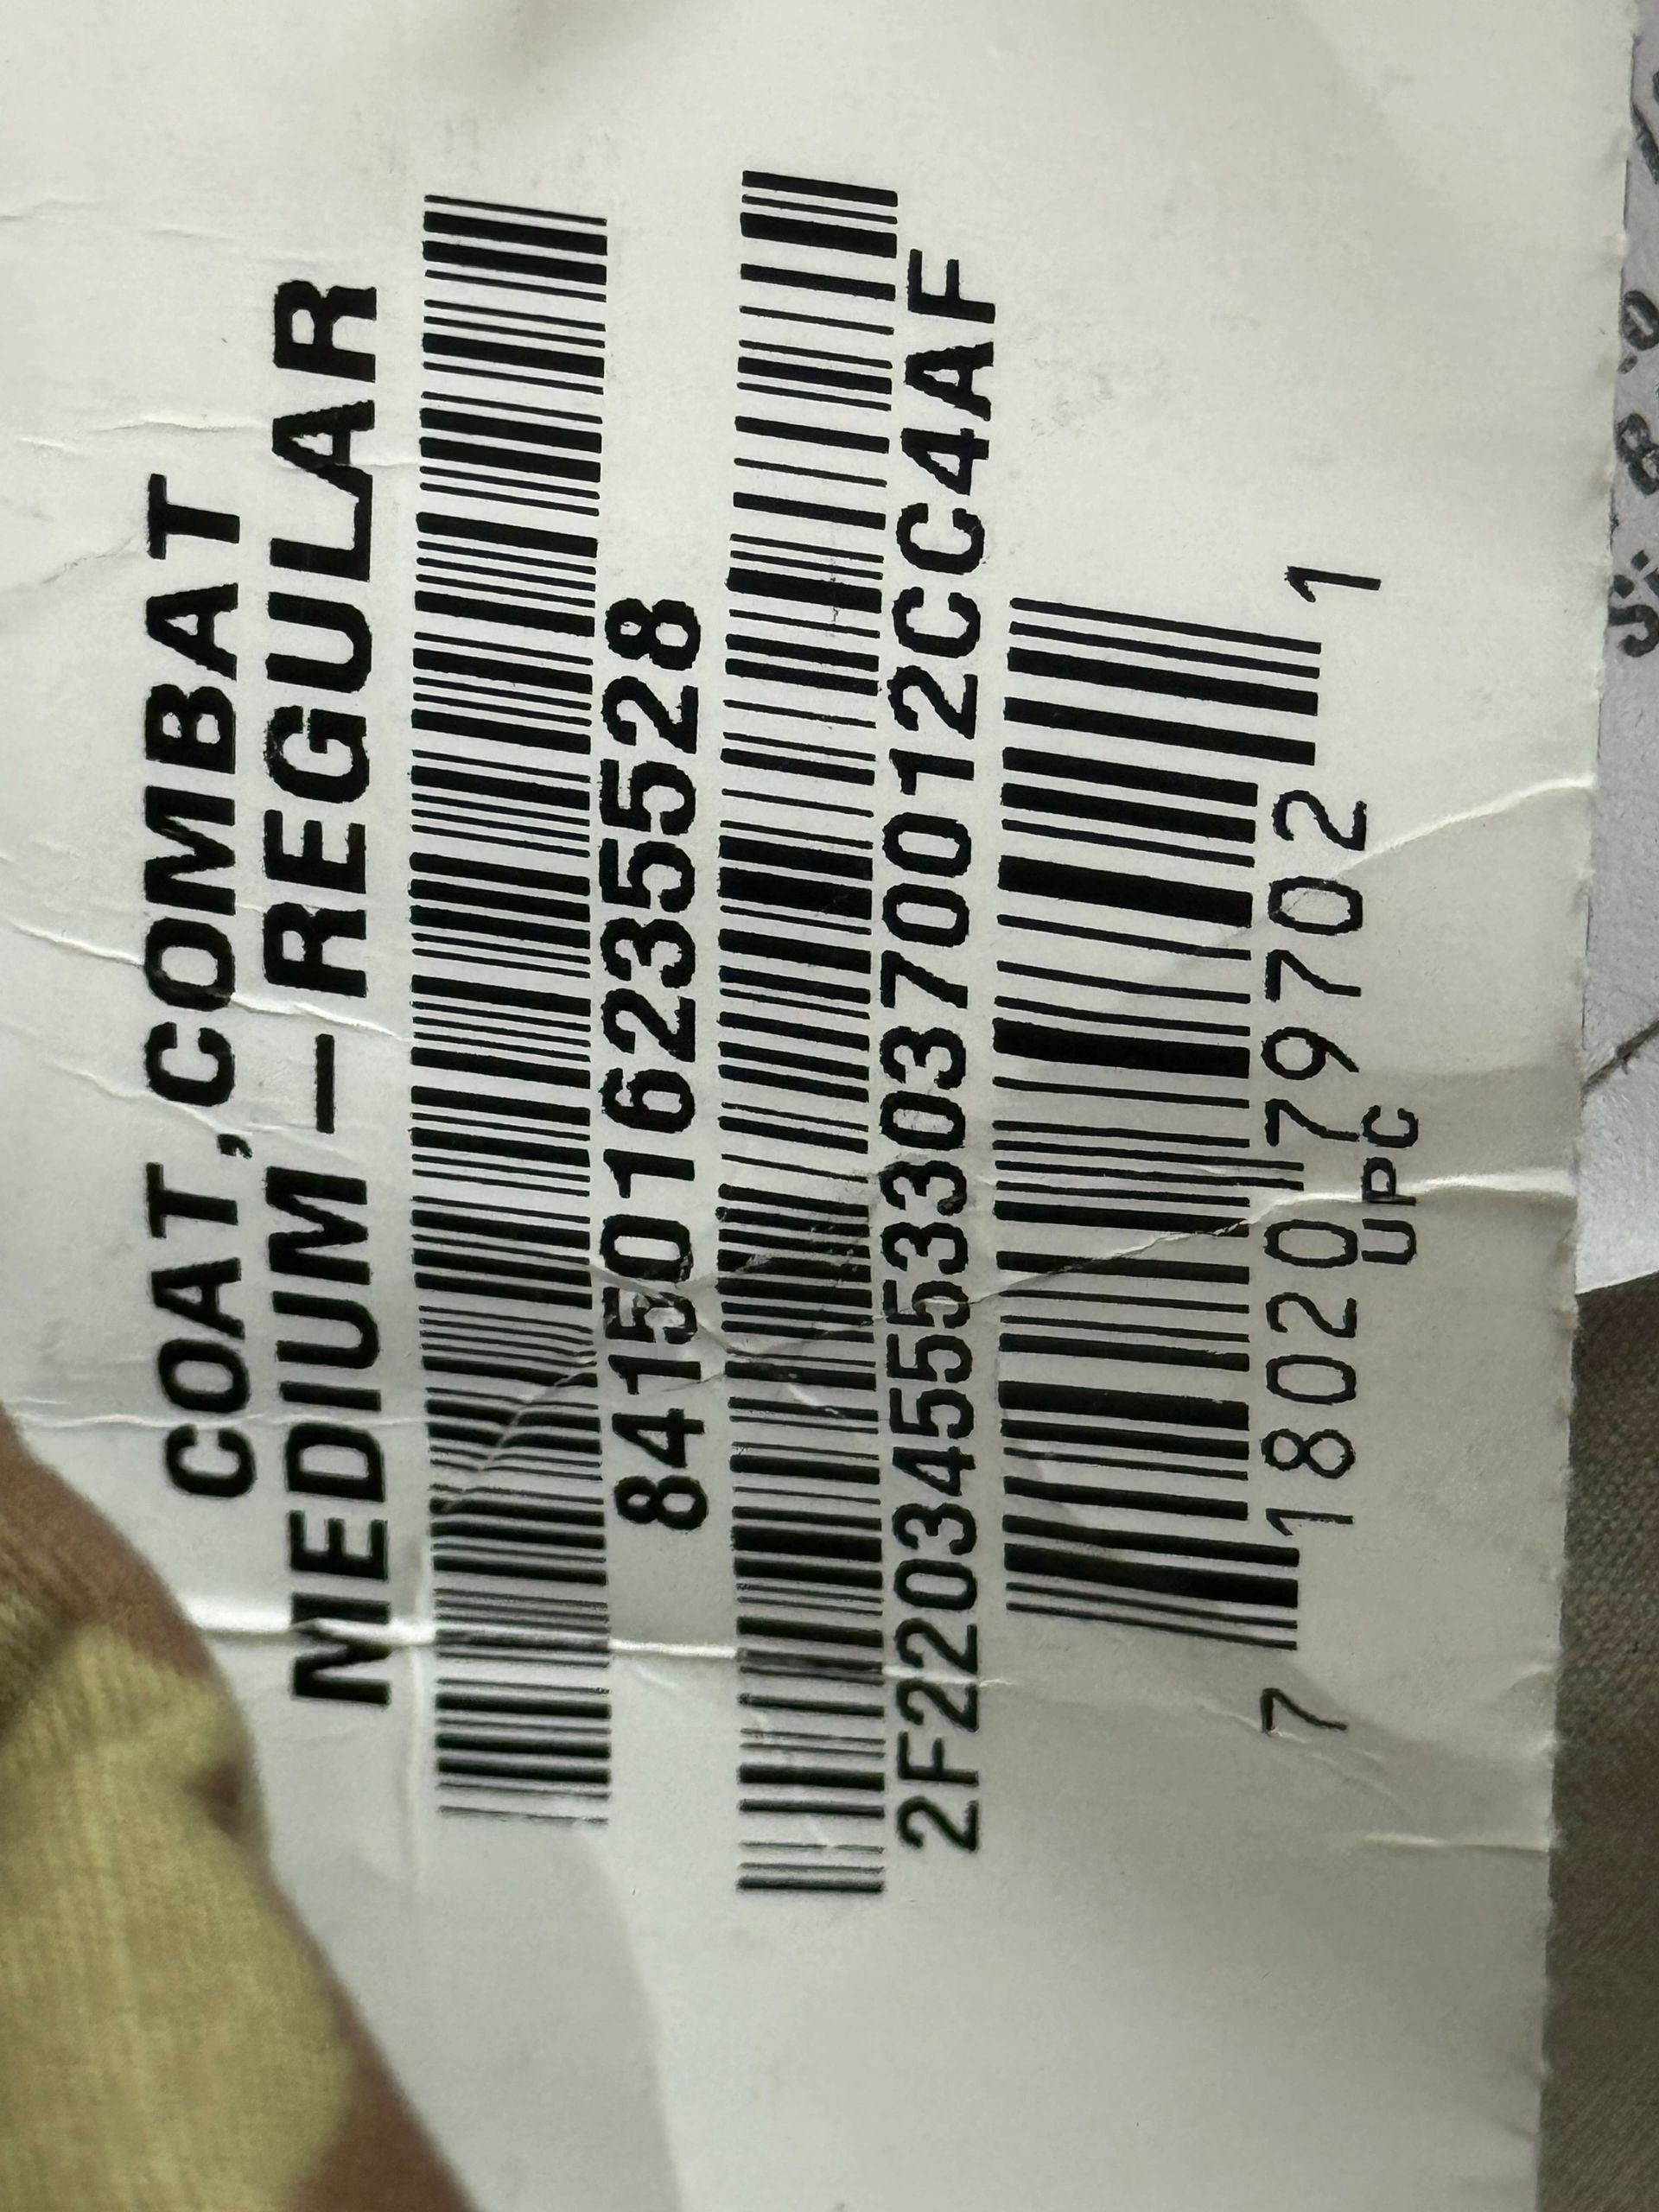 COAT,COMBAT
MEDIUM—REGULAR
8415016235528
2F22034555330370012CC4AF
7 18020 79702 1
UPC